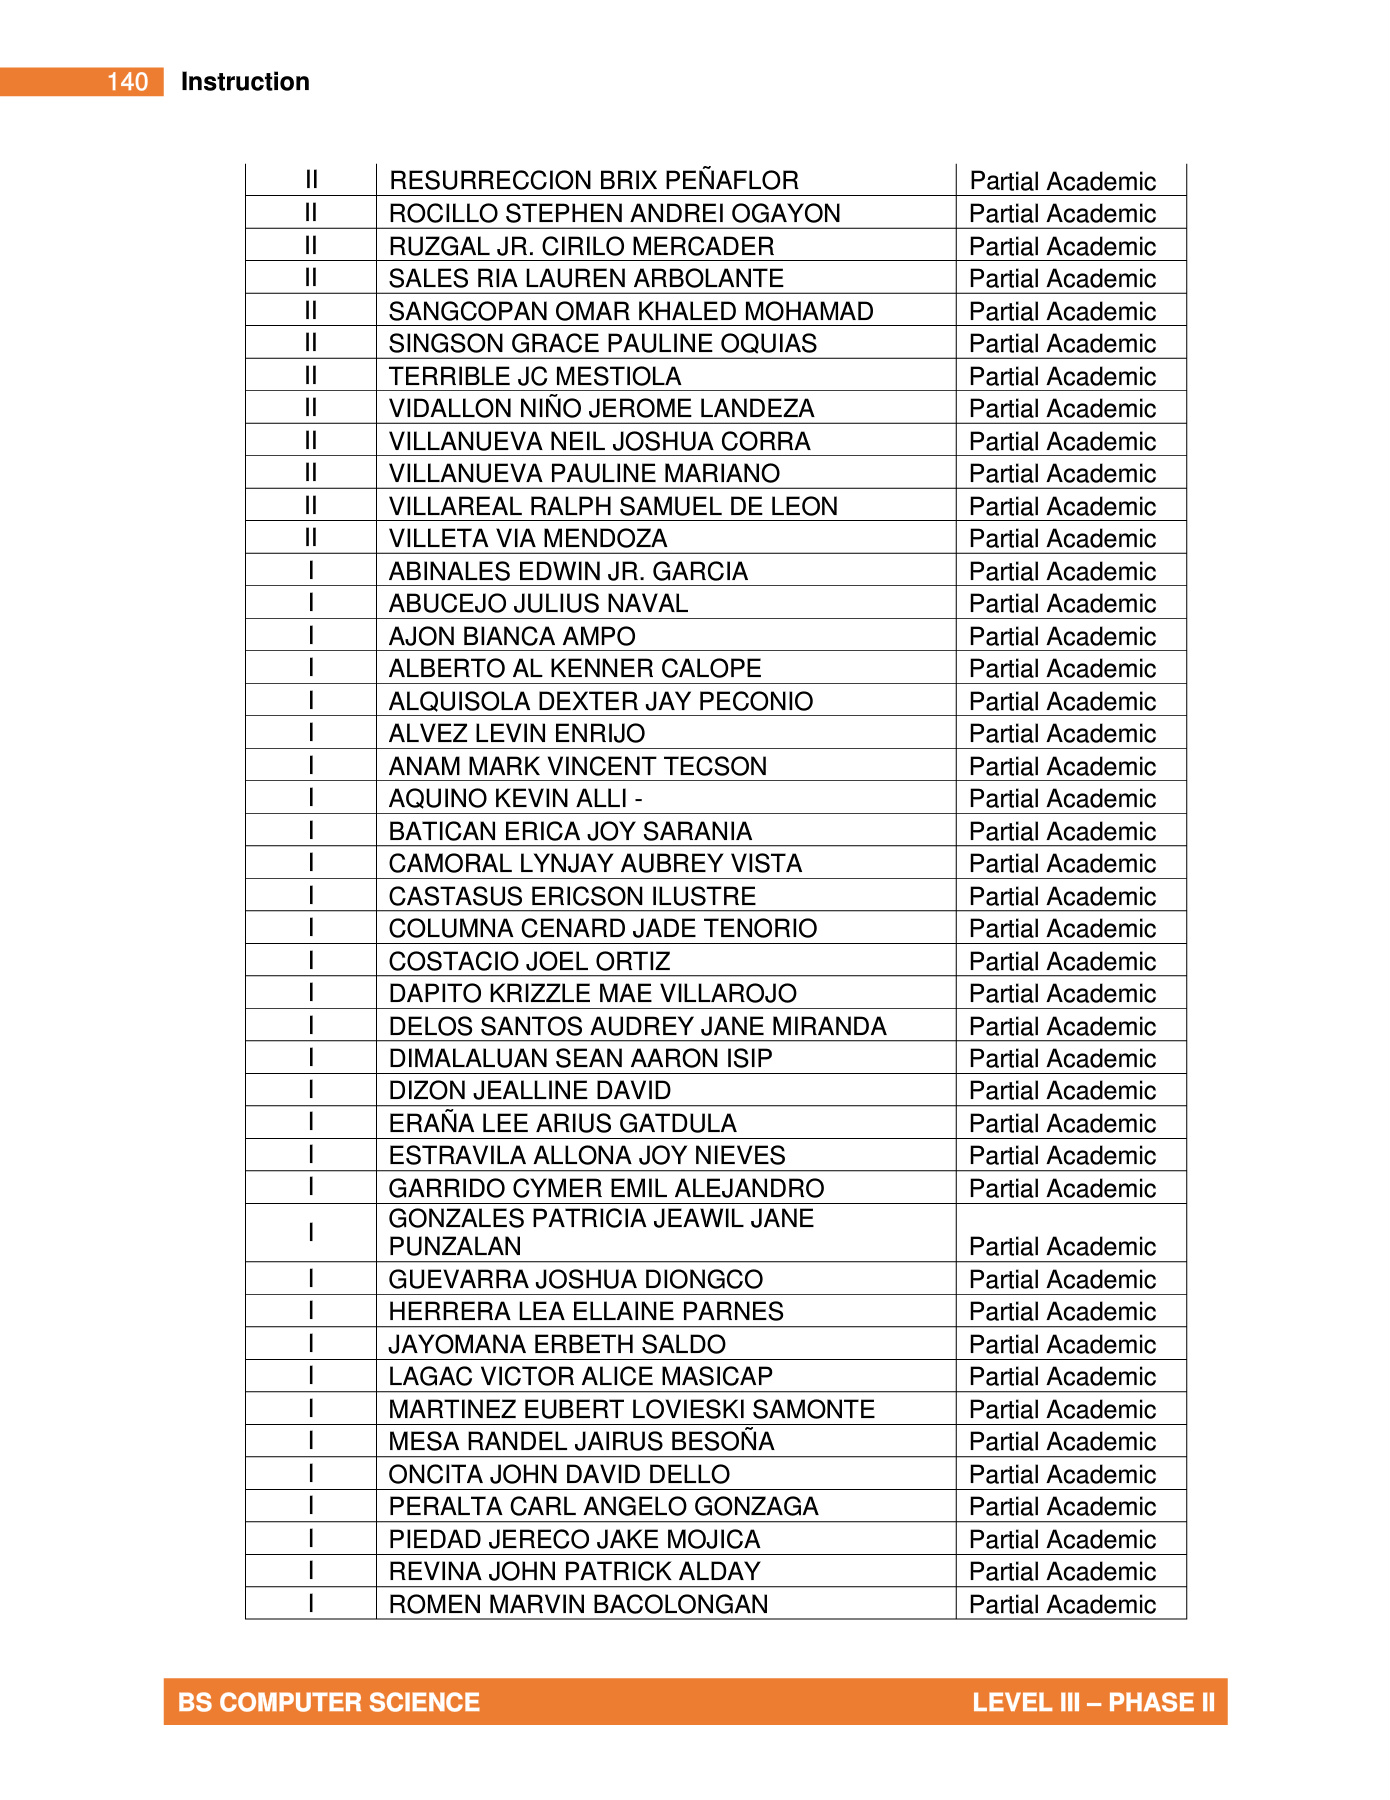 140 Instruction
II RESURRECCION BRIX PEÑAFLOR Partial Academic
II ROCILLO STEPHEN ANDREI OGAYON Partial Academic
II RUZGAL JR. CIRILO MERCADER Partial Academic
II SALES RIA LAUREN ARBOLANTE Partial Academic
II SANGCOPAN OMAR KHALED MOHAMAD Partial Academic
II SINGSON GRACE PAULINE OQUIAS Partial Academic
II TERRIBLE JC MESTIOLA Partial Academic
II VIDALLON NIÑO JEROME LANDEZA Partial Academic
II VILLANUEVA NEIL JOSHUA CORRA Partial Academic
II VILLANUEVA PAULINE MARIANO Partial Academic
II VILLAREAL RALPH SAMUEL DE LEON Partial Academic
II VILLETA VIA MENDOZA Partial Academic
I ABINALES EDWIN JR. GARCIA Partial Academic
I ABUCEJO JULIUS NAVAL Partial Academic
I AJON BIANCA AMPO Partial Academic
I ALBERTO AL KENNER CALOPE Partial Academic
I ALQUISOLA DEXTER JAY PECONIO Partial Academic
I ALVEZ LEVIN ENRIJO Partial Academic
I ANAM MARK VINCENT TECSON Partial Academic
I AQUINO KEVIN ALLI - Partial Academic
I BATICAN ERICA JOY SARANIA Partial Academic
I CAMORAL LYNJAY AUBREY VISTA Partial Academic
I CASTASUS ERICSON ILUSTRE Partial Academic
I COLUMNA CENARD JADE TENORIO Partial Academic
I COSTACIO JOEL ORTIZ Partial Academic
I DAPITO KRIZZLE MAE VILLAROJO Partial Academic
I DELOS SANTOS AUDREY JANE MIRANDA Partial Academic
I DIMALALUAN SEAN AARON ISIP Partial Academic
I DIZON JEALLINE DAVID Partial Academic
I ERAÑA LEE ARIUS GATDULA Partial Academic
I ESTRAVILA ALLONA JOY NIEVES Partial Academic
I GARRIDO CYMER EMIL ALEJANDRO Partial Academic
I GONZALES PATRICIA JEAWIL JANE
PUNZALAN Partial Academic
I GUEVARRA JOSHUA DIONGCO Partial Academic
I HERRERA LEA ELLAINE PARNES Partial Academic
I JAYOMANA ERBETH SALDO Partial Academic
I LAGAC VICTOR ALICE MASICAP Partial Academic
I MARTINEZ EUBERT LOVIESKI SAMONTE Partial Academic
I MESA RANDEL JAIRUS BESOÑA Partial Academic
I ONCITA JOHN DAVID DELLO Partial Academic
I PERALTA CARL ANGELO GONZAGA Partial Academic
I PIEDAD JERECO JAKE MOJICA Partial Academic
I REVINA JOHN PATRICK ALDAY Partial Academic
I ROMEN MARVIN BACOLONGAN Partial Academic
BS COMPUTER SCIENCE LEVEL III – PHASE II